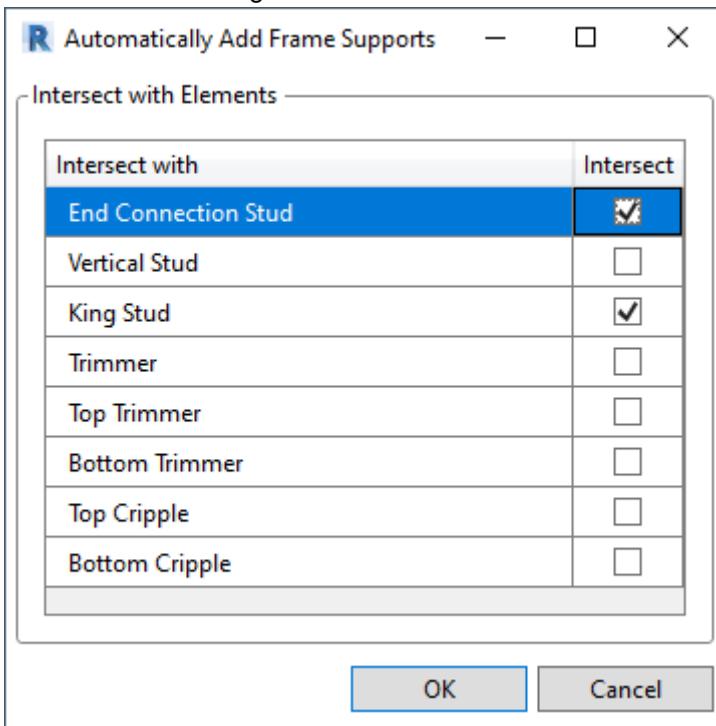 Automatically Add Frame Supports
Intersect with Elements
Intersect with Intersect
End Connection Stud
Vertical Stud
King Stud
Trimmer
Top Trimmer
Bottom Trimmer
Top Cripple
Bottom Cripple
OK Cancel